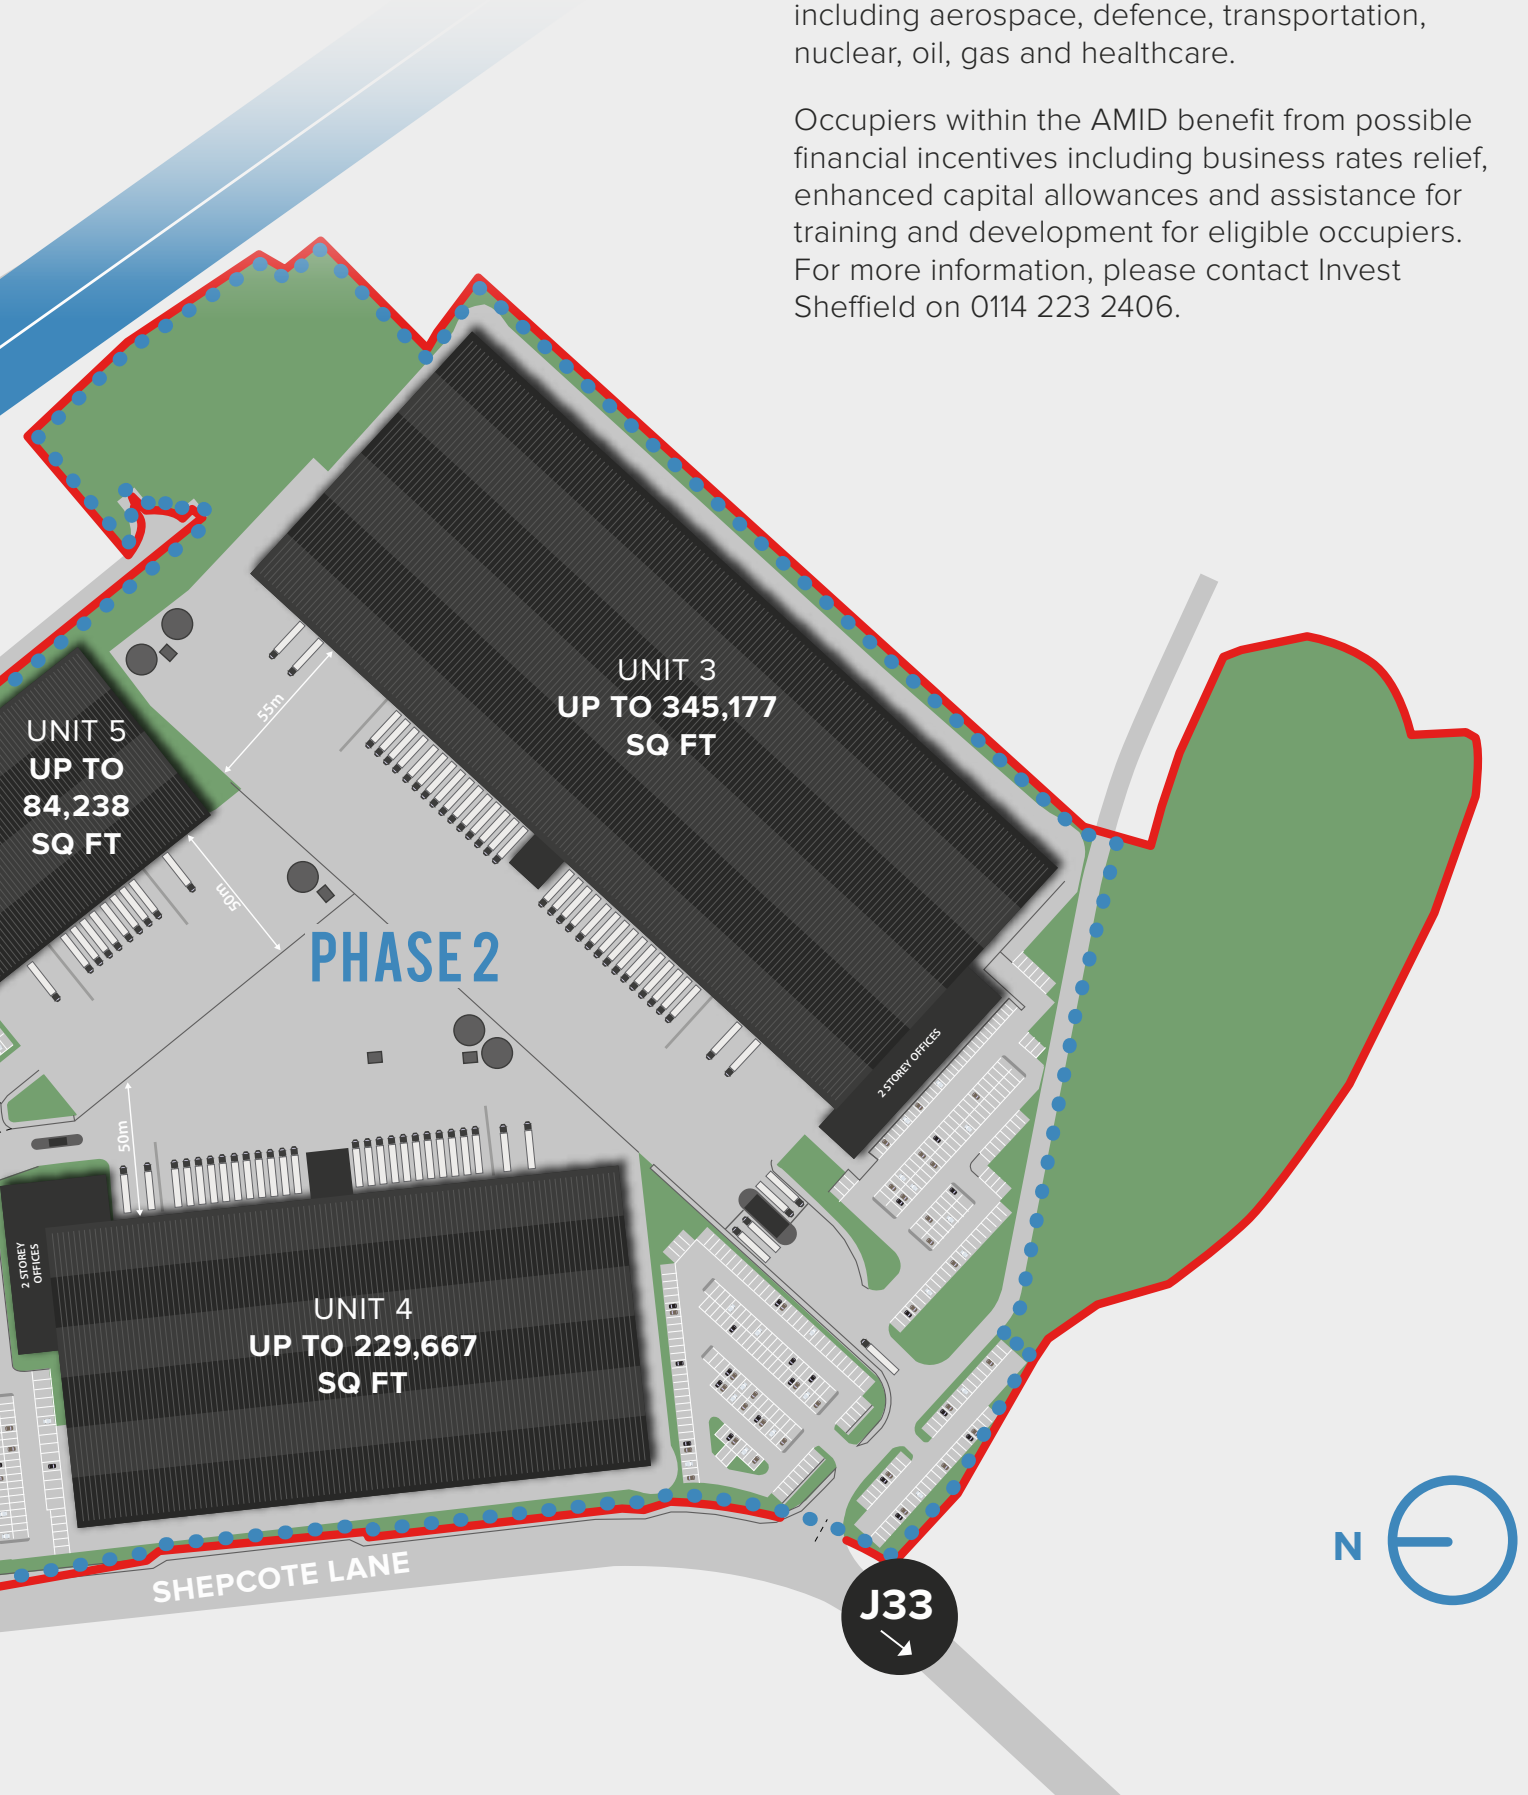 including aerospace, defence, transportation,
nuclear, oil, gas and healthcare.
Occupiers within the AMID benefit from possible
financial incentives including business rates relief,
enhanced capital allowances and assistance for
training and development for eligible occupiers.
For more information, please contact Invest
Sheffield on 0114 223 2406.
UNIT 3
UP TO 345,177
SQ FT
55m
UNIT 5
UP TO
84,238
SQ FT
50m
PHASE 2
2 STOREY OFFICES
50m
2 STOREY
OFFICES
UNIT 4
UP TO 229,667
SQ FT
SHEPCOTE LANE
J33
N